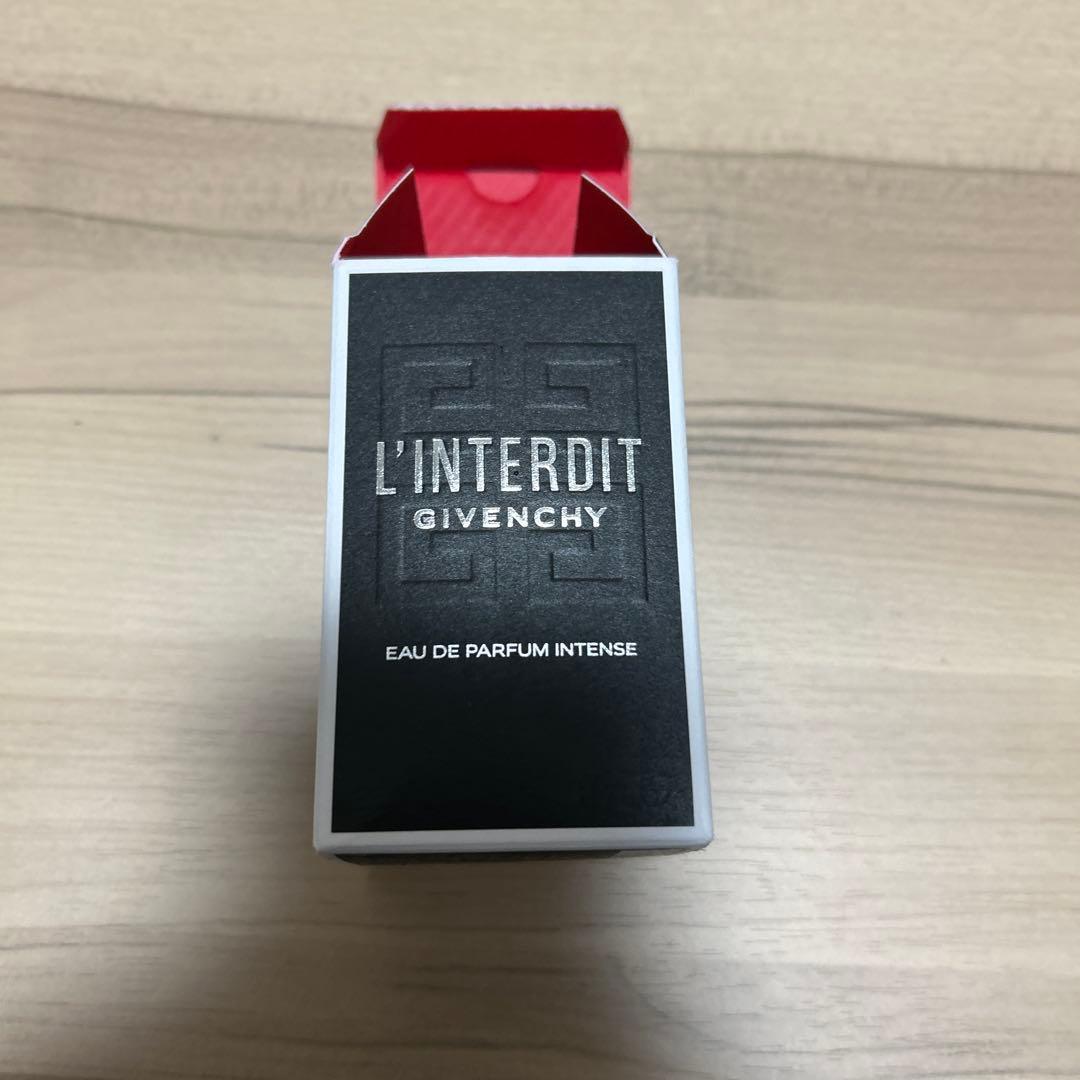 L'INTERDIT
GIVENCHY
EAU DE PARFUM INTENSE